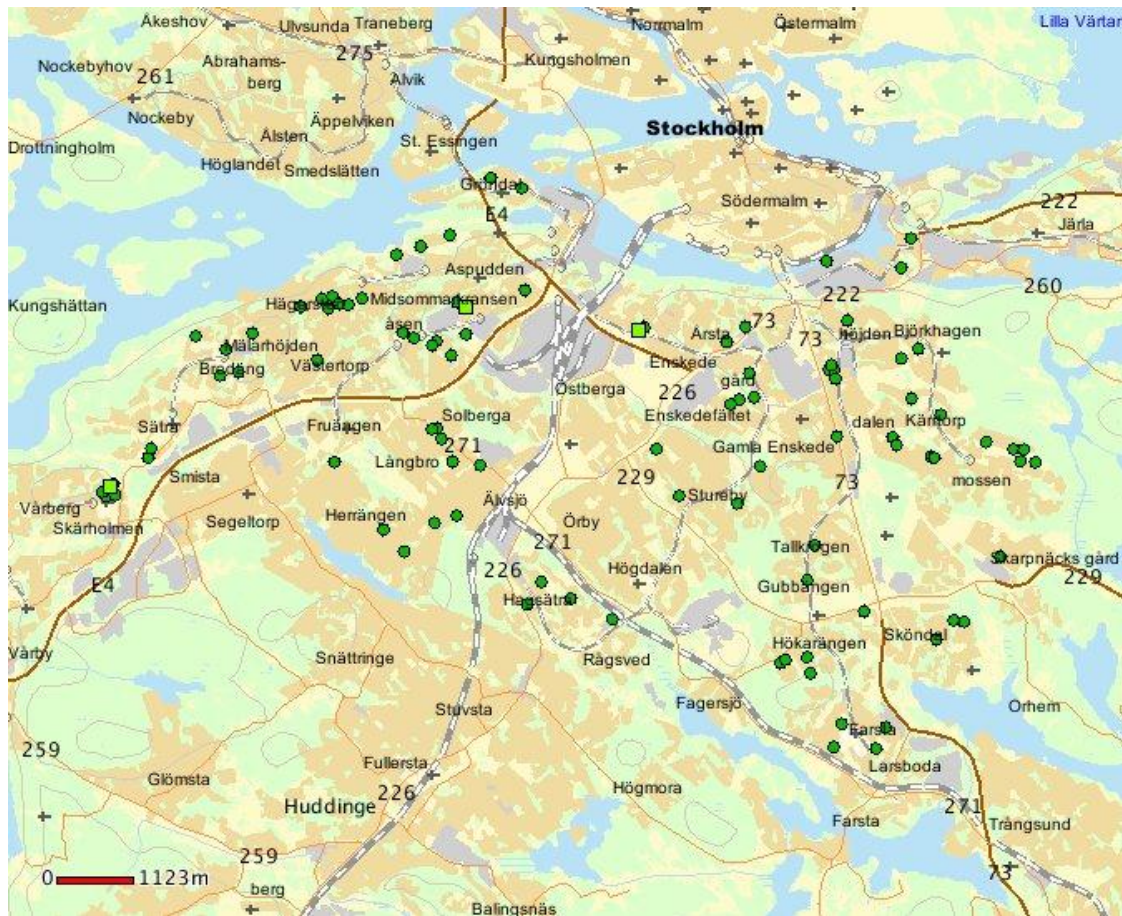 Åkeshov
Ulvsunda
Traneberg
Norrmalm
Östermalm
Lilla Värtan
275
Nockebyhov
261
Abrahams-
berg
Kungsholmen
Alvik
Nockeby
Äppelviken
Stockholm
Ålsten
St. Essingen
Drottningholm
Höglandet
Smedslätten
Gröndal
Södermalm
222
E4
Järla
Aspudden
260
Kungshättan
Hägersten
Midsommarkransen
222
73
åsen
Årsta
73
höjden
Björkhagen
Mälarhöjden
Bredäng
Västertorp
Enskede
Östberga
226
gård
Solberga
Enskedefältet
Kärrtorp
Sätra
Fruängen
dalen
271
Gamla Enskede
Långbro
Smista
229
73
mossen
Vårberg
Skärholmen
Segeltorp
Herrängen
Älvsjö
Stureby
Örby
271
Tallkrogen
Skarpnäcks gård
E4
226
Högdalen
Gubbängen
229
Hagsätra
Sköndal
Hökarängen
Vårby
Snättringe
Rågsved
Stuvsta
Fagersjö
Orhem
Farsta
259
Fullersta
Larsboda
Glömsta
Högmora
Huddinge
226
271
Farsta
Trångsund
259
73
0
1123m
berg
Balingsnäs